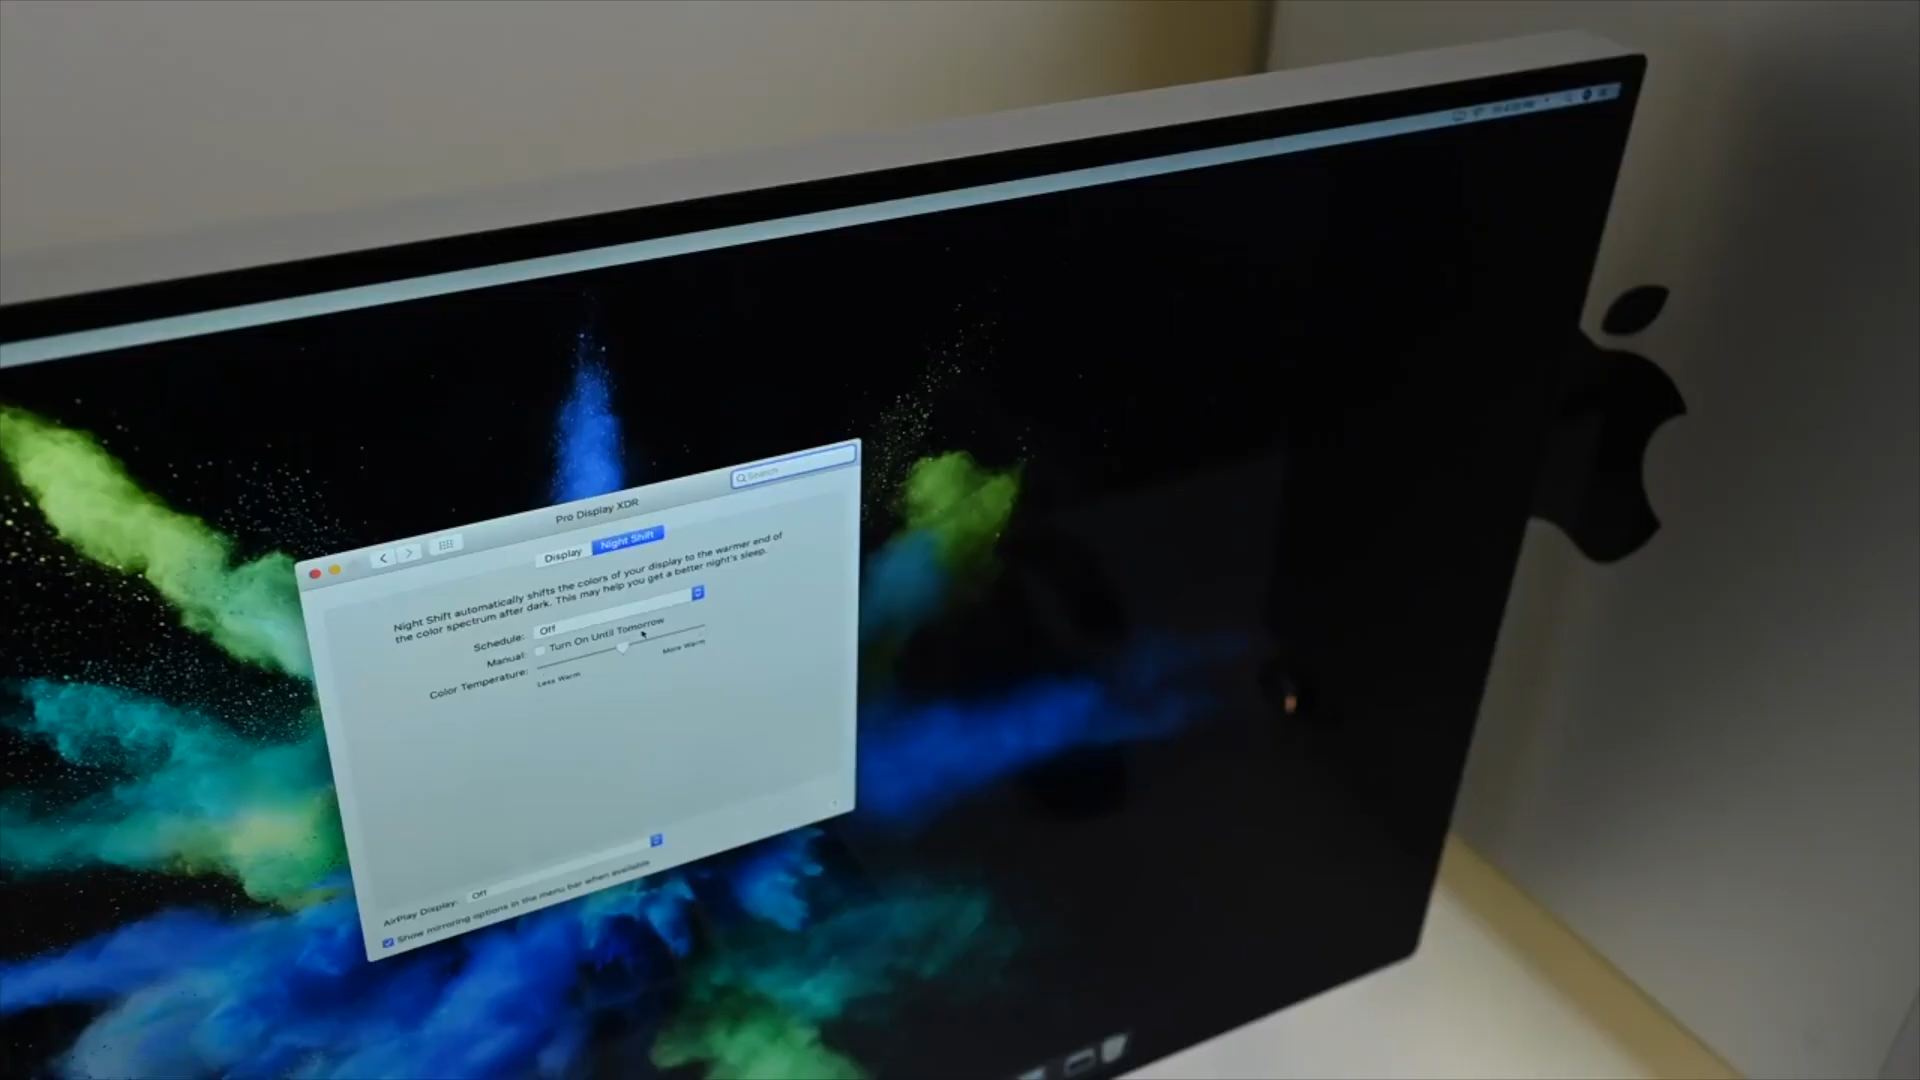 Search
Pro Display XDR
Display
Night Shift
Night Shift automatically shifts the colors of your display to the warmer end of
the color spectrum after dark. This may help you get a better night's sleep.
Schedule: Off
Manual: Turn On Until Tomorrow
Color Temperature:
Less Warm
More Warm
AirPlay Display: Off
Show mirroring options in the menu bar when available